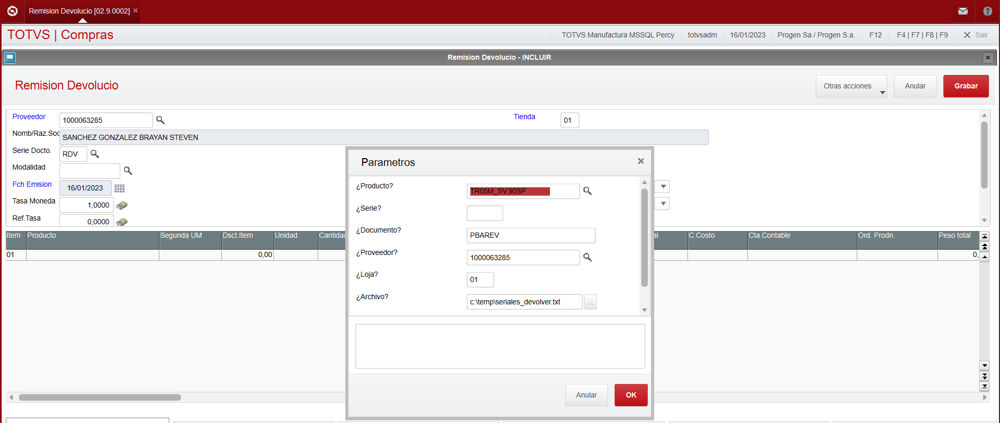 Remision Devolucio [02.9.0002] ×
TOTVS | Compras
TOTVS Manufactura MSSQL Percy totvsadm 16/01/2023 Progen Sa / Progen S.a. F12 F4 | F7 | F8 | F9 Sair
Remision Devolucio - INCLUIR
Remision Devolucio
Otras acciones Anular Grabar
Proveedor 1000063285 Tienda 01
Nomb/Raz.Soc SANCHEZ GONZALEZ BRAYAN STEVEN
Serie Docto. RDV
Modalidad
Fch Emision 16/01/2023
Tasa Moneda 1,0000
Ref.Tasa 0,0000
Item Producto Segunda UM Dsct.Item Unidad Cantidad al C.Costo Cta.Contable Ord. Prodn. Peso total
01 0,00 0,
Parametros
¿Producto? TR05M_SV.90SP
¿Serie?
¿Documento? PBAREV
¿Proveedor? 1000063285
¿Loja? 01
¿Archivo? c:\temp\seriales_devolver.txt ...
Anular OK